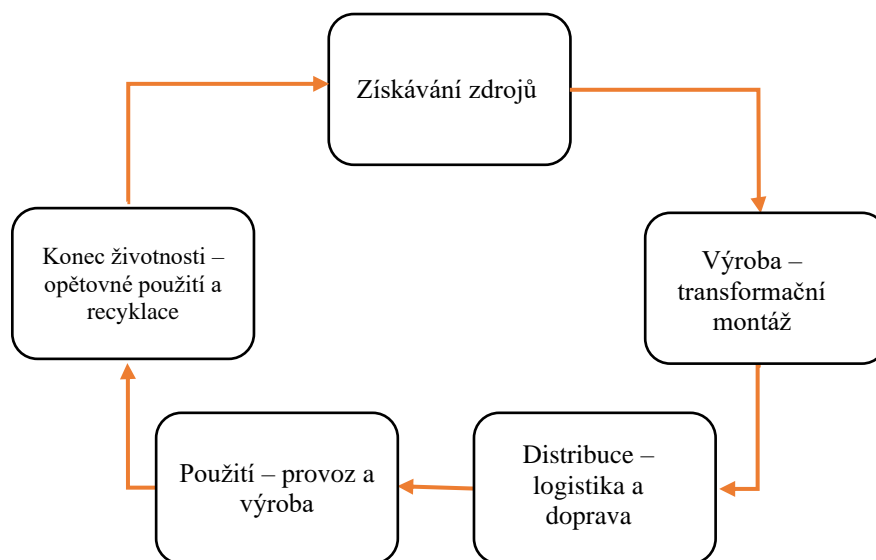 Získávání zdrojů
Výroba –
transformační
montáž
Distribuce –
logistika a
doprava
Použití – provoz a
výroba
Konec životnosti –
opětovné použití a
recyklace